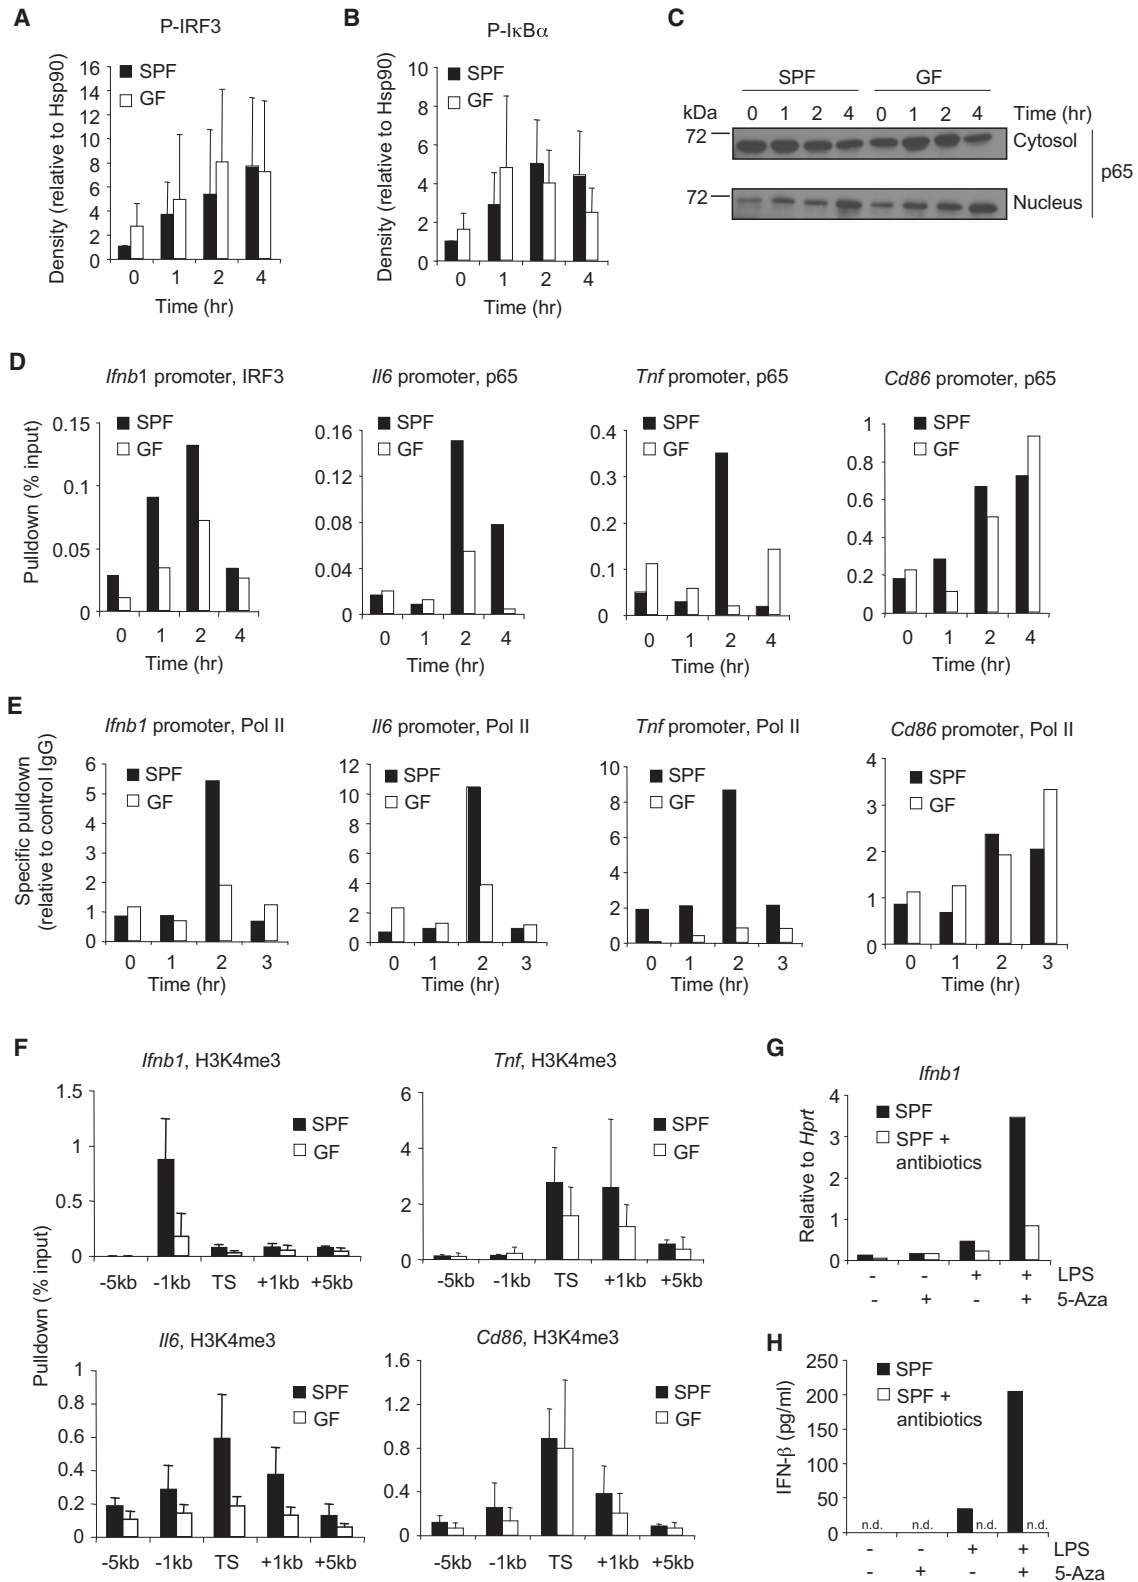 A
P-IRF3
Density (relative to Hsp90)
16
14
12
10
8
6
4
2
0
SPF
GF
0 1 2 4
Time (hr)
B
P-IκBα
Density (relative to Hsp90)
10
8
6
4
2
0
SPF
GF
0 1 2 4
Time (hr)
C
SPF GF
kDa 0 1 2 4 0 1 2 4 Time (hr)
72 Cytosol
72 Nucleus
p65
D
Pulldown (% input)
Ifnb1 promoter, IRF3
0.15
0.1
0.05
0
SPF
GF
0 1 2 4
Time (hr)
Il6 promoter, p65
0.16
0.12
0.08
0.04
0
SPF
GF
0 1 2 4
Time (hr)
Tnf promoter, p65
0.4
0.3
0.2
0.1
0
SPF
GF
0 1 2 4
Time (hr)
Cd86 promoter, p65
1
0.8
0.6
0.4
0.2
0
SPF
GF
0 1 2 4
Time (hr)
E
Specific pulldown
(relative to control IgG)
Ifnb1 promoter, Pol II
6
5
4
3
2
1
0
SPF
GF
0 1 2 3
Time (hr)
Il6 promoter, Pol II
12
10
8
6
4
2
0
SPF
GF
0 1 2 3
Time (hr)
Tnf promoter, Pol II
10
8
6
4
2
0
SPF
GF
0 1 2 3
Time (hr)
Cd86 promoter, Pol II
4
3
2
1
0
SPF
GF
0 1 2 3
Time (hr)
F
Pulldown (% input)
Ifnb1, H3K4me3
1.5
1
0.5
0
SPF
GF
-5kb -1kb TS +1kb +5kb
Tnf, H3K4me3
6
4
2
0
SPF
GF
-5kb -1kb TS +1kb +5kb
Il6, H3K4me3
1
0.8
0.6
0.4
0.2
0
SPF
GF
-5kb -1kb TS +1kb +5kb
Cd86, H3K4me3
1.6
1.2
0.8
0.4
0
SPF
GF
-5kb -1kb TS +1kb +5kb
G
Ifnb1
Relative to Hprt
4
3
2
1
0
SPF
SPF +
antibiotics
- - + + LPS
- + - + 5-Aza
H
IFN-β (pg/ml)
250
200
150
100
50
0
SPF
SPF +
antibiotics
n.d. n.d. n.d. n.d.
- - + + LPS
- + - + 5-Aza